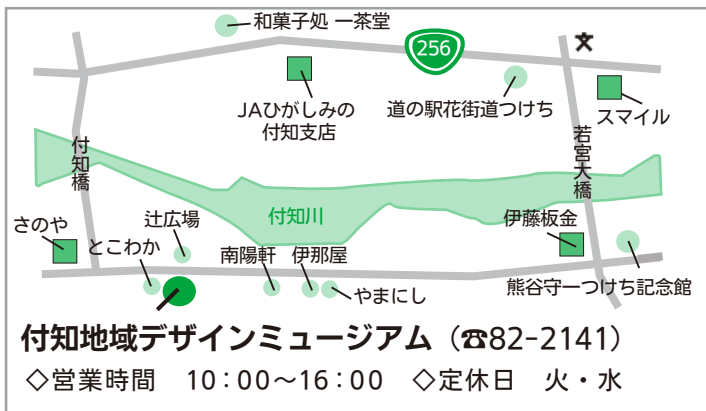 和菓子処 一茶堂
256
JAひがしみの
付知支店
道の駅花街道つけち
スマイル
付知橋
若宮大橋
付知川
さのや
辻広場
とこわか
南陽軒
伊那屋
やまにし
伊藤板金
熊谷守一つけち記念館
付知地域デザインミュージアム（☎82-2141）
◇営業時間　10：00～16：00　◇定休日　火・水